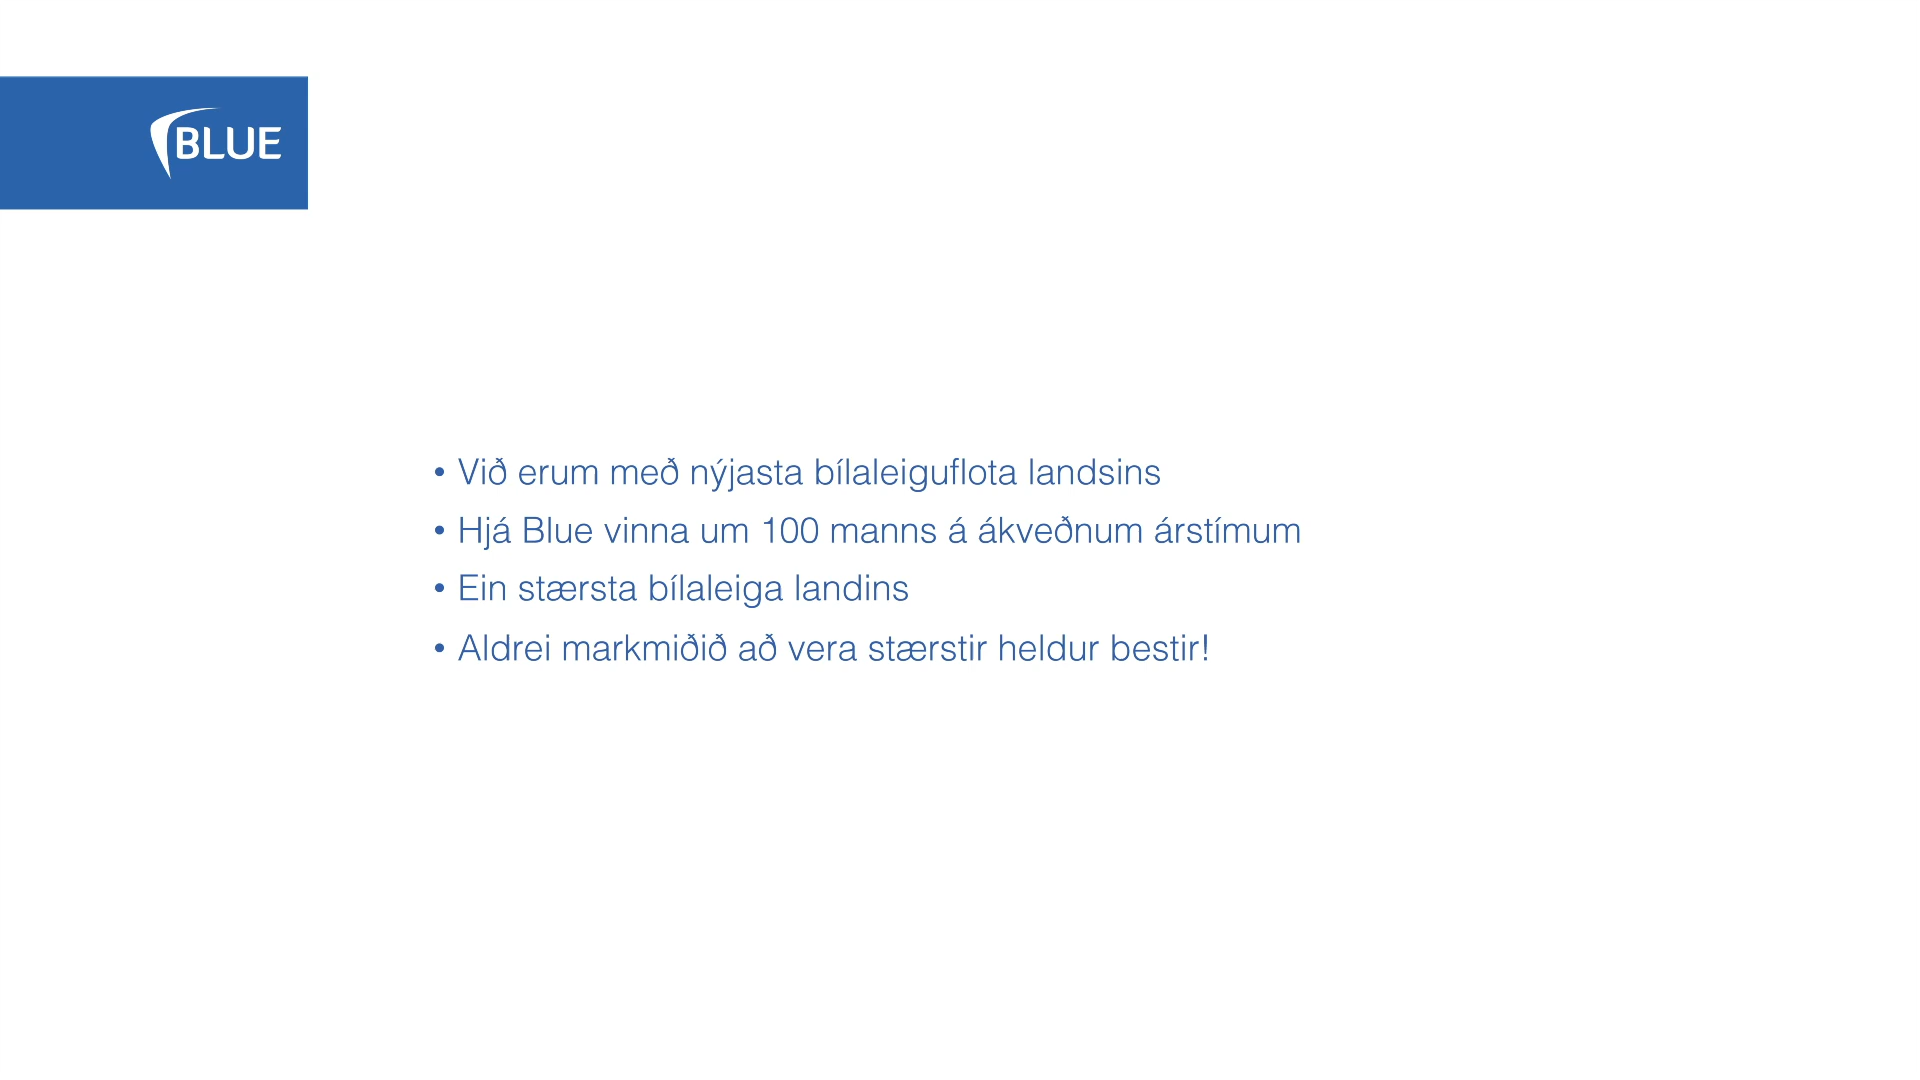 BLUE
• Við erum með nýjasta bílaleiguflota landsins
• Hjá Blue vinna um 100 manns á ákveðnum árstímum
• Ein stærsta bílaleiga landins
• Aldrei markmiðið að vera stærstir heldur bestir!